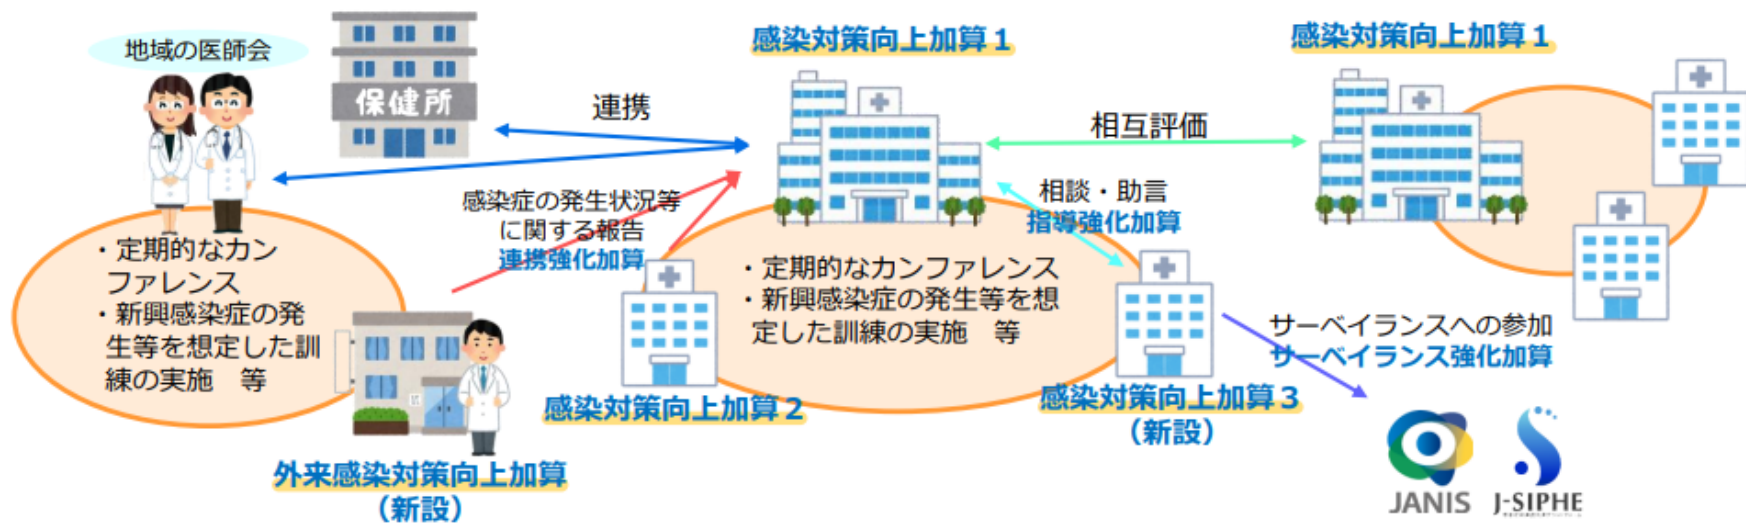 地域の医師会
保健所
連携
感染対策向上加算１
相互評価
感染対策向上加算１
感染症の発生状況等
に関する報告
連携強化加算
相談・助言
指導強化加算
・定期的なカン
ファレンス
・新興感染症の発
生等を想定した訓
練の実施　等
・定期的なカンファレンス
・新興感染症の発生等を想
定した訓練の実施　等
サーベイランスへの参加
サーベイランス強化加算
感染対策向上加算２
感染対策向上加算３
（新設）
外来感染対策向上加算
（新設）
JANIS
J-SIPHE